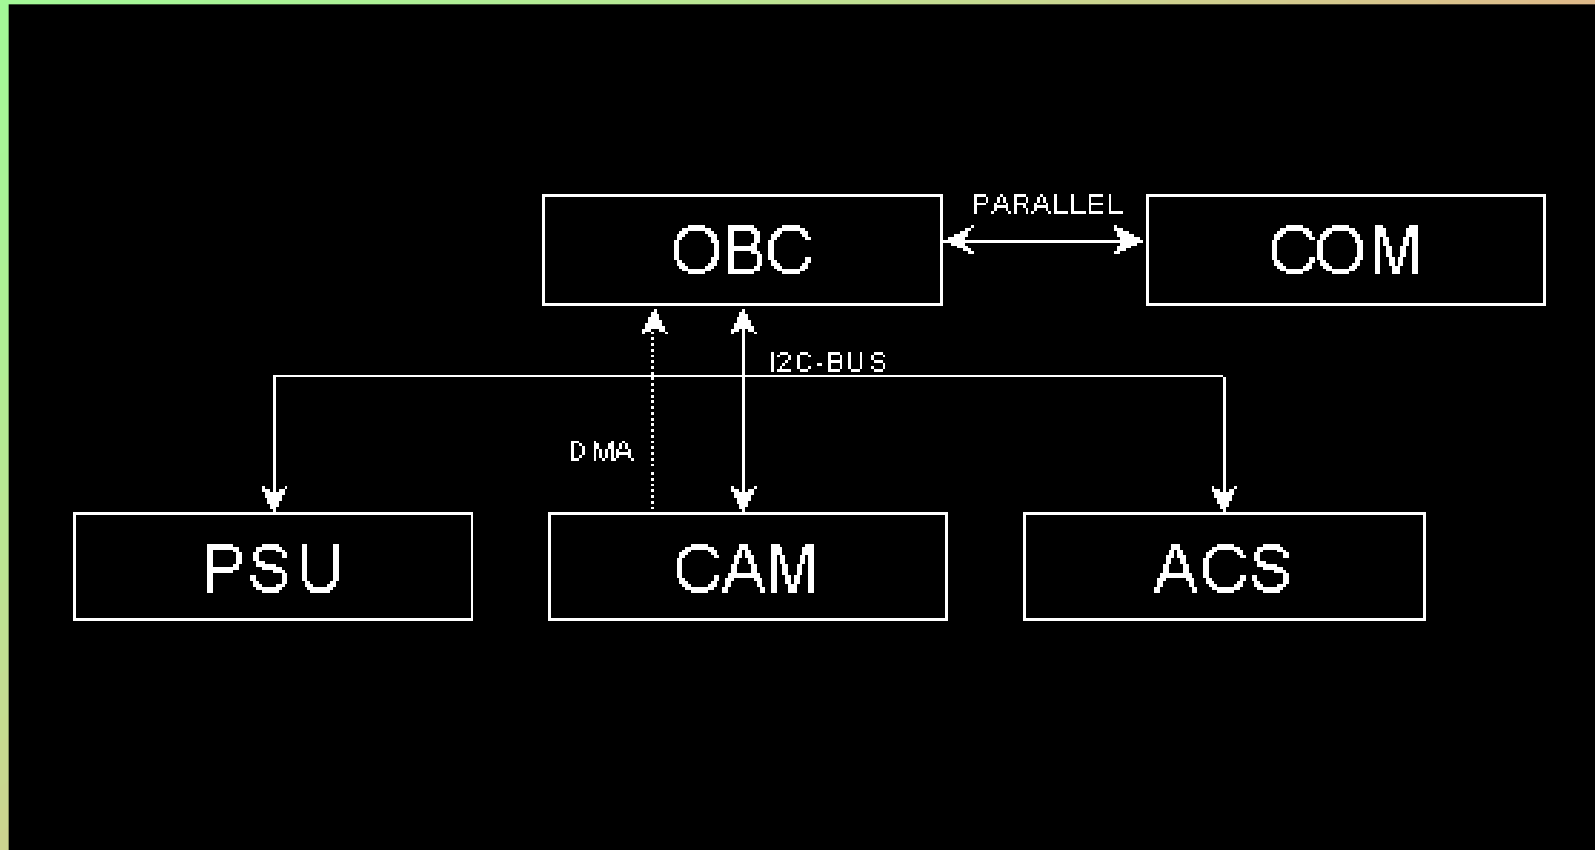 PARALLEL
OBC
COM
I2C-BUS
DMA
PSU
CAM
ACS